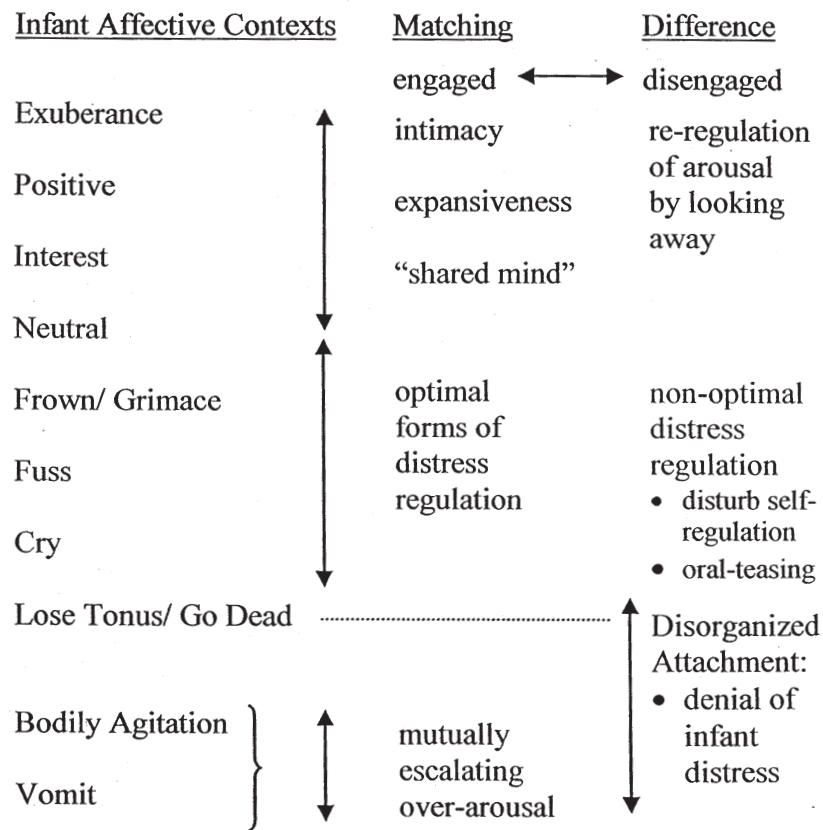 Infant Affective Contexts
Matching
Difference
engaged
disengaged
Exuberance
intimacy
re-regulation
of arousal
by looking
away
Positive
expansiveness
Interest
“shared mind”
Neutral
Frown/ Grimace
optimal
forms of
distress
regulation
non-optimal
distress
regulation
• disturb self-
regulation
• oral-teasing
Fuss
Cry
Lose Tonus/ Go Dead
Disorganized
Attachment:
• denial of
infant
distress
Bodily Agitation
Vomit
mutually
escalating
over-arousal